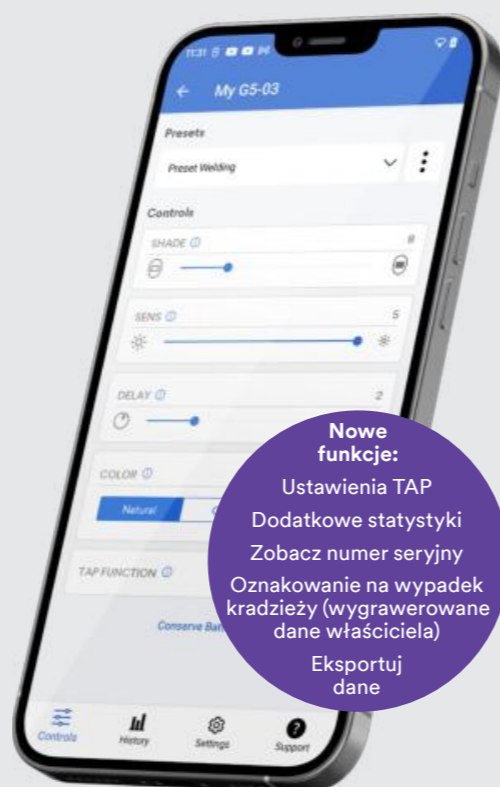 11:31
My G5-03
Presets
Preset Welding
Controls
SHADE
8
SENS
5
DELAY
2
COLOR
Natural
TAP FUNCTION
Conserve
Controls
History
Settings
Support
Nowe
funkcje:
Ustawienia TAP
Dodatkowe statystyki
Zobacz numer seryjny
Oznakowanie na wypadek
kradzieży (wygrawerowane
dane właściciela)
Eksportuj
dane